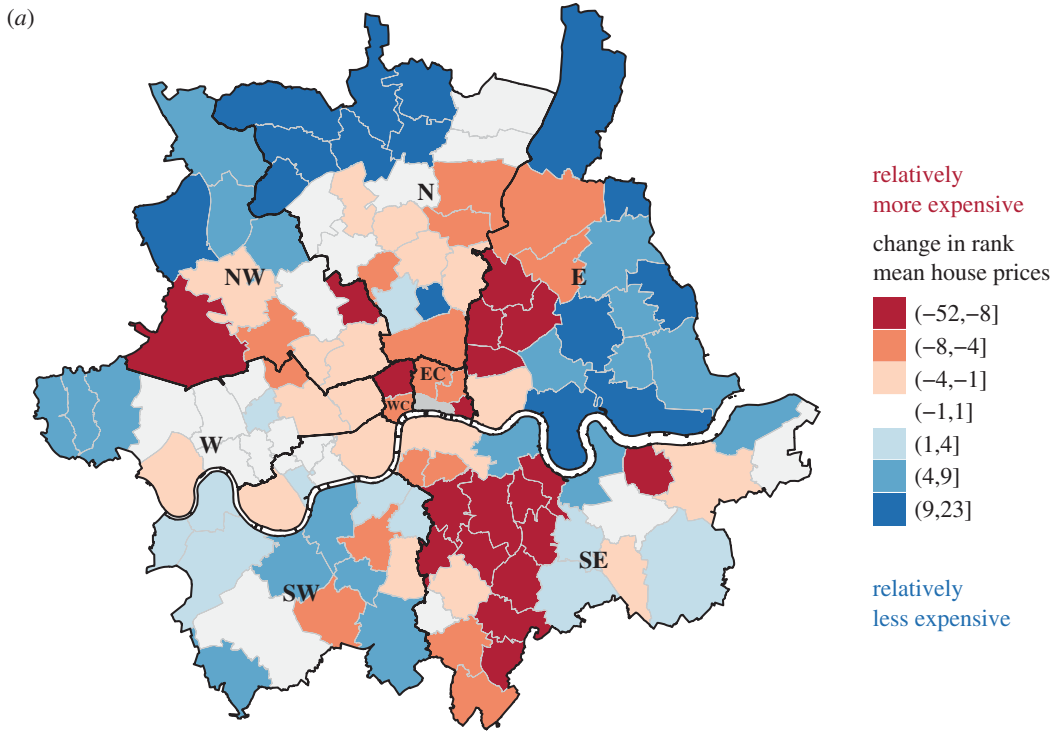 (a)
N
NW
E
EC
WC
W
SW
SE
relatively
more expensive
change in rank
mean house prices
(−52,−8]
(−8,−4]
(−4,−1]
(−1,1]
(1,4]
(4,9]
(9,23]
relatively
less expensive